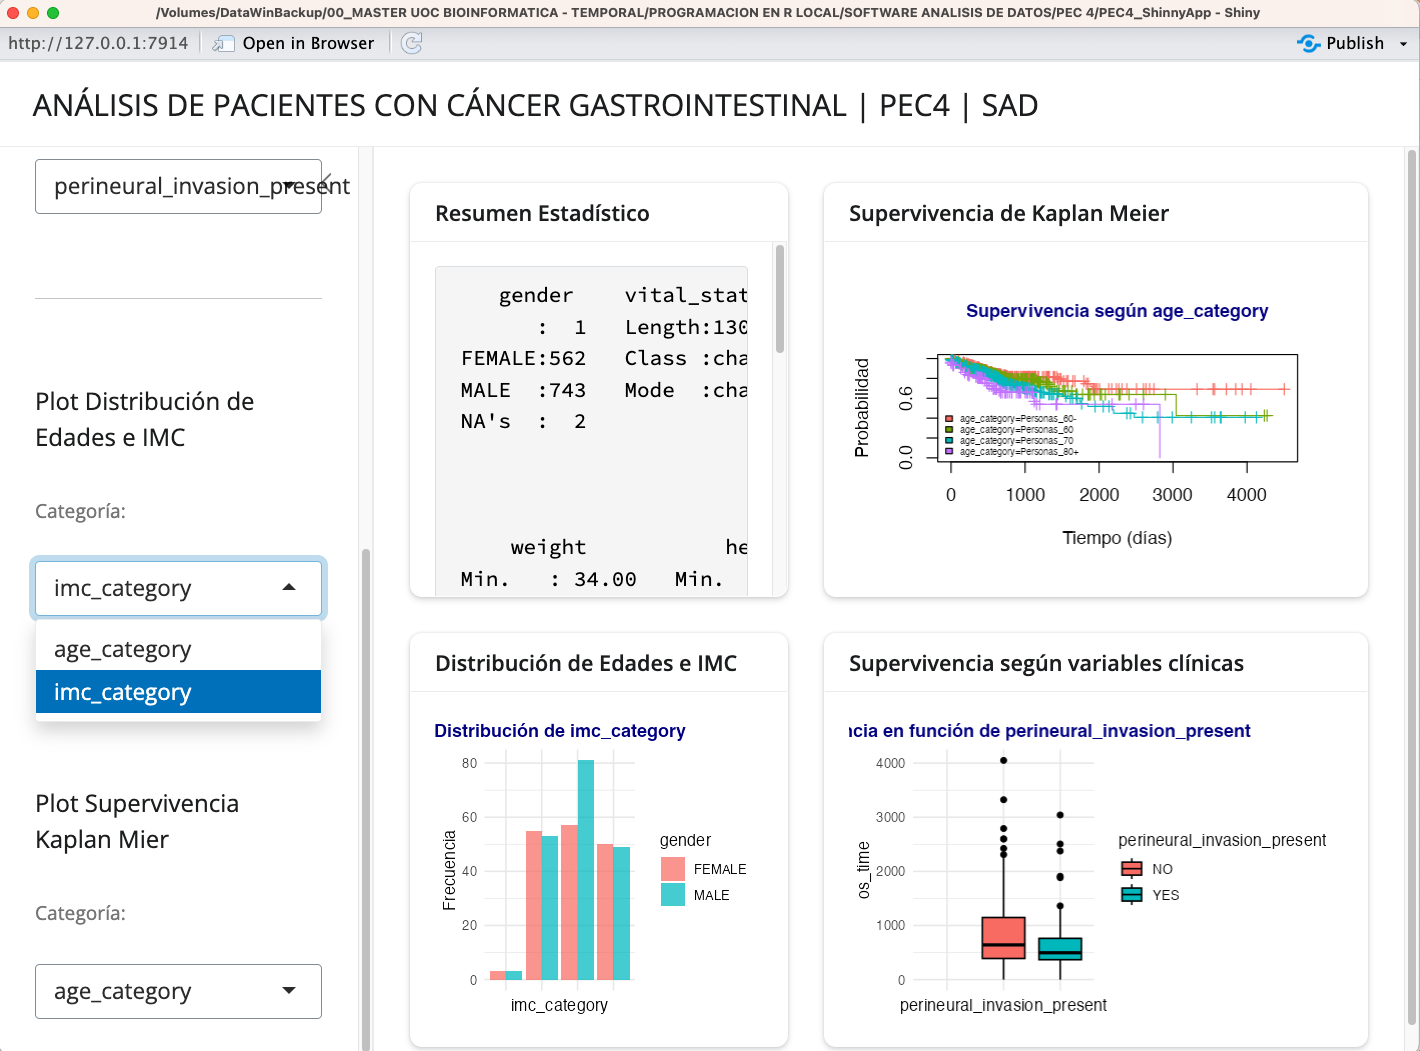 /Volumes/DataWinBackup/00_MASTER UOC BIOINFORMATICA - TEMPORAL/PROGRAMACION EN R LOCAL/SOFTWARE ANALISIS DE DATOS/PEC 4/PEC4_ShinnyApp - Shiny
http://127.0.0.1:7914
Open in Browser
Publish
ANÁLISIS DE PACIENTES CON CÁNCER GASTROINTESTINAL | PEC4 | SAD
perineural_invasion_present
Plot Distribución de
Edades e IMC
Categoría:
imc_category
age_category
imc_category
Plot Supervivencia
Kaplan Mier
Categoría:
age_category
Resumen Estadístico
gender vital_stat
: 1 Length:130
FEMALE:562 Class :cha
MALE :743 Mode :cha
NA's : 2
weight he
Min. : 34.00 Min.
Supervivencia de Kaplan Meier
Supervivencia según age_category
Probabilidad
0.6
0.0
age_category=Personas_60-
age_category=Personas_60
age_category=Personas_70
age_category=Personas_80+
0 1000 2000 3000 4000
Tiempo (días)
Distribución de Edades e IMC
Distribución de imc_category
Frecuencia
80
60
40
20
0
imc_category
gender
FEMALE
MALE
Supervivencia según variables clínicas
ncia en función de perineural_invasion_present
os_time
4000
3000
2000
1000
0
perineural_invasion_present
perineural_invasion_present
NO
YES